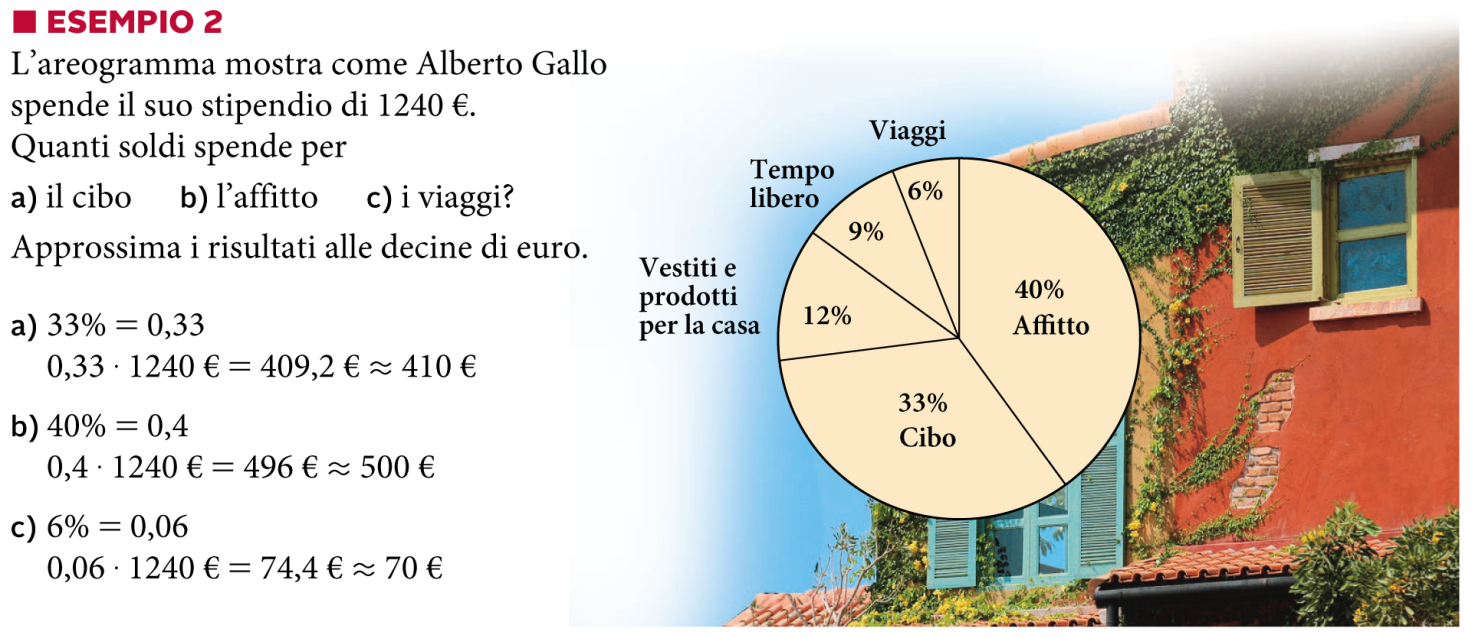 ESEMPIO 2
L'areogramma mostra come Alberto Gallo
spende il suo stipendio di 1240 €.
Quanti soldi spende per
a) il cibo b) l'affitto c) i viaggi?
Approssima i risultati alle decine di euro.
a) 33% = 0,33
0,33 · 1240 € = 409,2 € ≈ 410 €
b) 40% = 0,4
0,4 · 1240 € = 496 € ≈ 500 €
c) 6% = 0,06
0,06 · 1240 € = 74,4 € ≈ 70 €
Viaggi
6%
Tempo
libero
9%
Vestiti e
prodotti
per la casa
12%
40%
Affitto
33%
Cibo